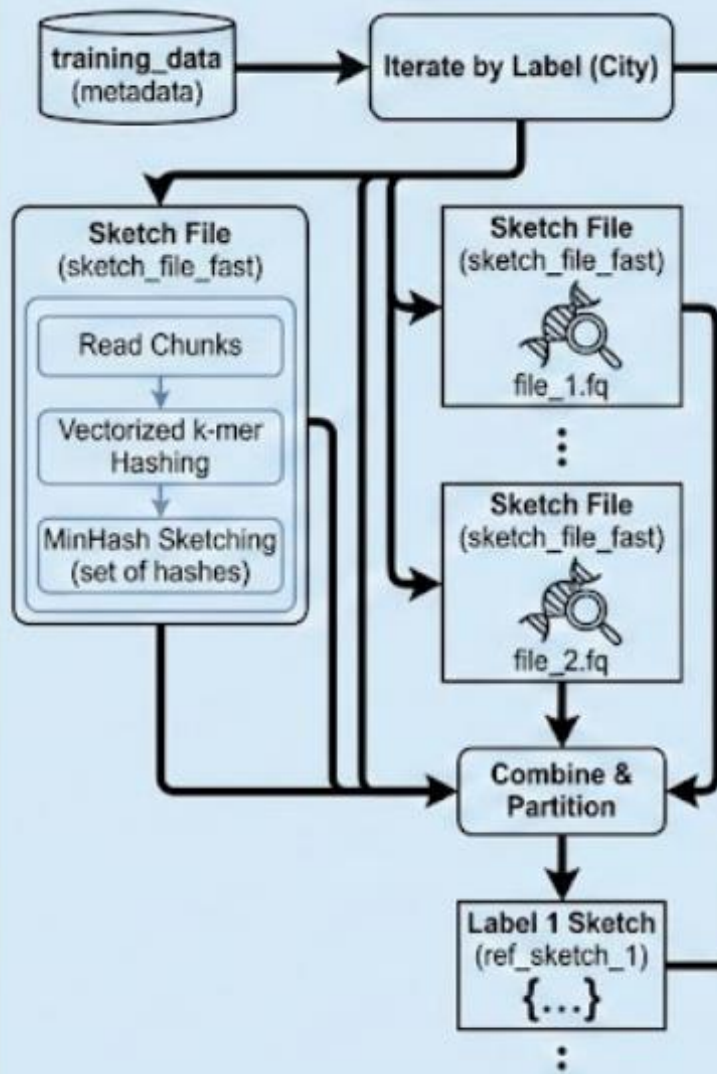 training_data
(metadata)
Iterate by Label (City)
Sketch File
(sketch_file_fast)
Read Chunks
Vectorized k-mer
Hashing
MinHash Sketching
(set of hashes)
Sketch File
(sketch_file_fast)
file_1.fq
⋮
Sketch File
(sketch_file_fast)
file_2.fq
Combine &
Partition
Label 1 Sketch
(ref_sketch_1)
{...}
⋮